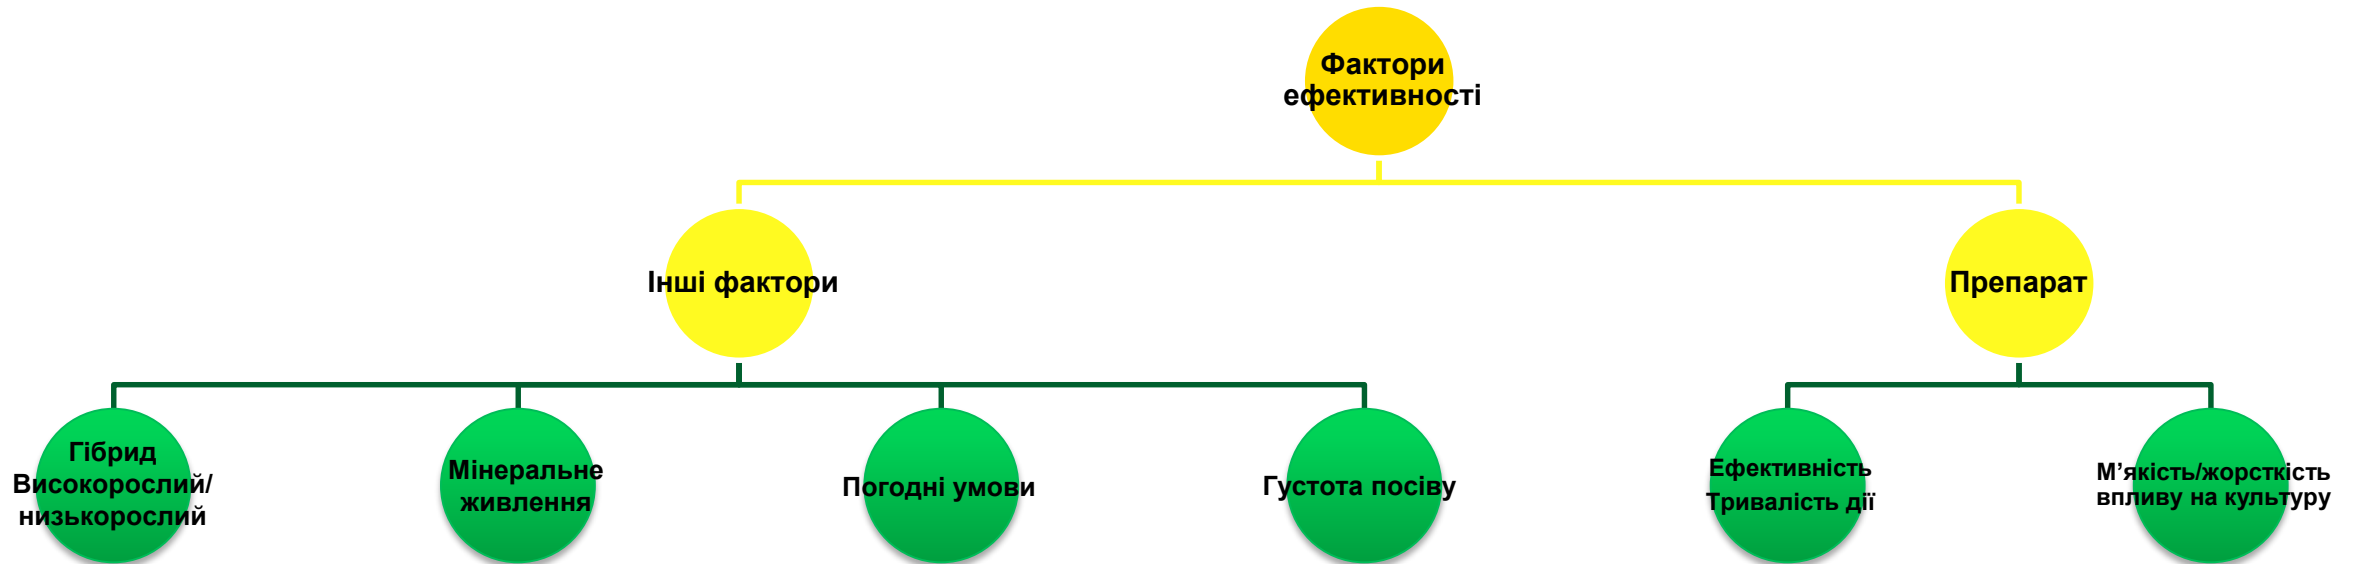 Фактори
ефективності
Інші фактори
Препарат
Гібрид
Високорослий/
низькорослий
Мінеральне
живлення
Погодні умови
Густота посіву
Ефективність
Тривалість дії
М’якість/жорсткість
впливу на культуру